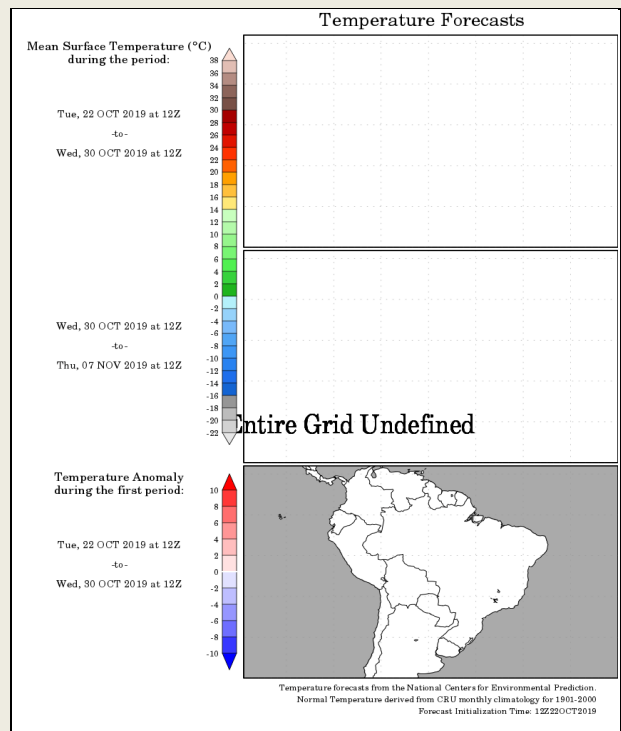 Temperature Forecasts
Mean Surface Temperature (°C)
during the period:
38
36
34
32
30
28
26
24
22
20
18
16
14
12
10
8
6
4
2
0
-2
-4
-6
-8
-10
-12
-14
-16
-18
-20
-22
Tue, 22 OCT 2019 at 12Z
-to-
Wed, 30 OCT 2019 at 12Z
Wed, 30 OCT 2019 at 12Z
-to-
Thu, 07 NOV 2019 at 12Z
Entire Grid Undefined
Temperature Anomaly
during the first period:
10
8
6
4
2
0
-2
-4
-6
-8
-10
Tue, 22 OCT 2019 at 12Z
-to-
Wed, 30 OCT 2019 at 12Z
Temperature forecasts from the National Centers for Environmental Prediction.
Normal Temperature derived from CRU monthly climatology for 1901-2000
Forecast Initialization Time: 12Z22OCT2019